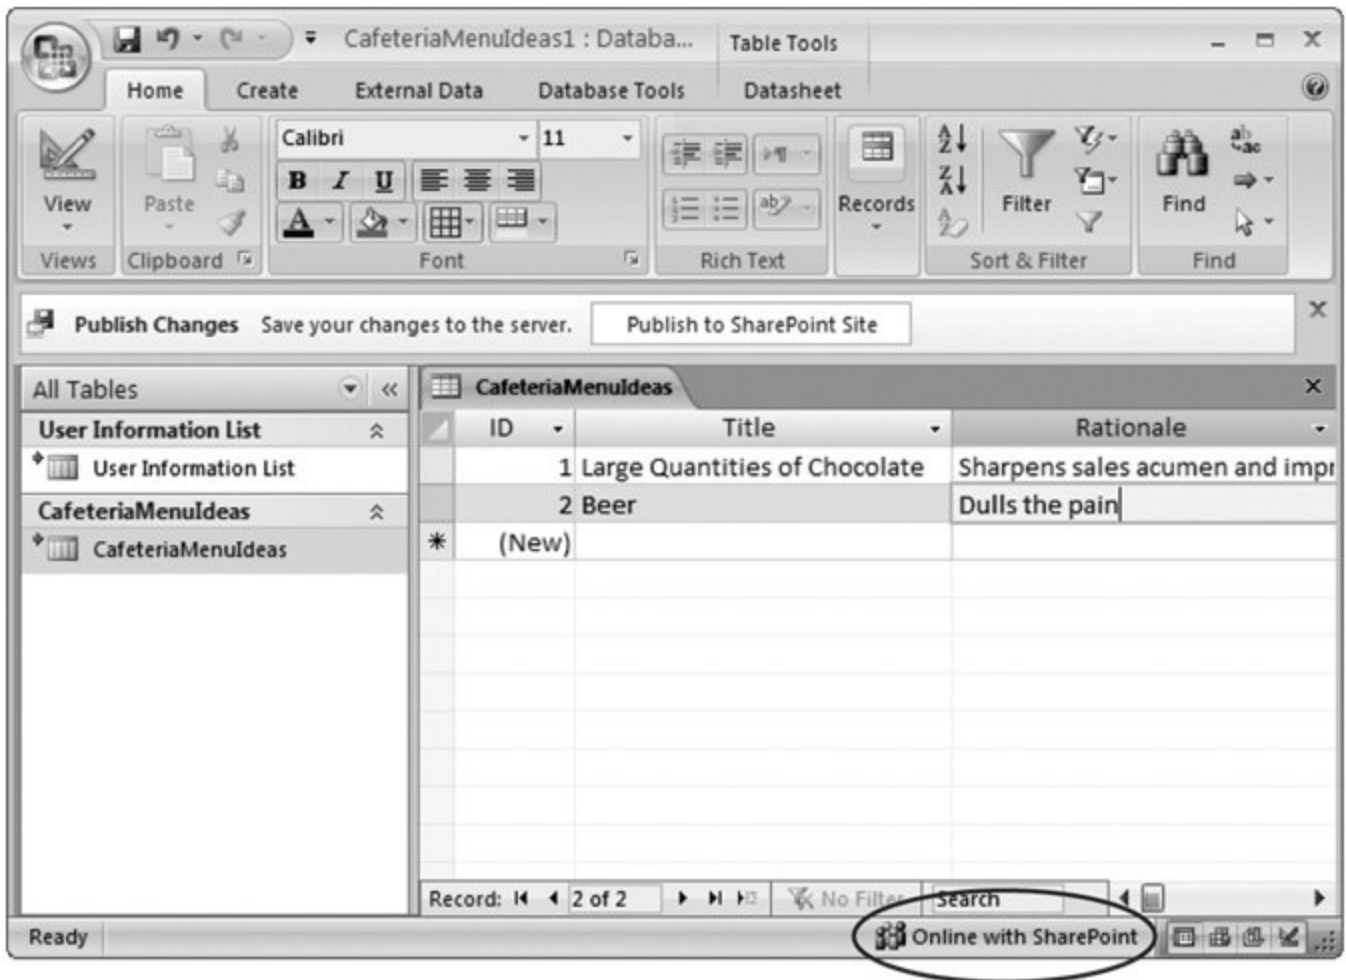 CafeteriaMenuIdeas1 : Databa...
Table Tools
Home Create External Data Database Tools Datasheet
Calibri 11
B I U
View Paste Records Filter Find
Views Clipboard Font Rich Text Sort & Filter Find
Publish Changes Save your changes to the server. Publish to SharePoint Site
All Tables
CafeteriaMenuIdeas
User Information List
ID Title Rationale
User Information List
1 Large Quantities of Chocolate Sharpens sales acumen and impr
CafeteriaMenuIdeas
2 Beer Dulls the pain
CafeteriaMenuIdeas
(New)
Record: 2 of 2 No Filter Search
Ready Online with SharePoint